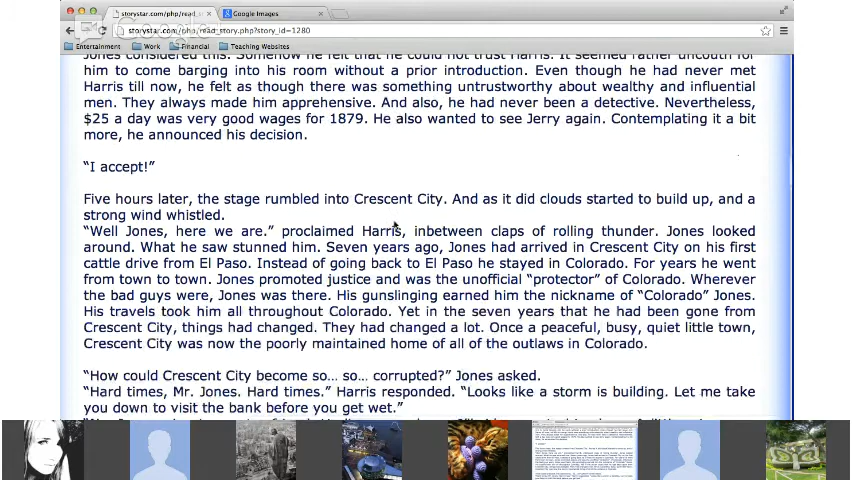 storystar.com/php/read_st
Google Images
storystar.com/php/read_story.php?story_id=1280
Entertainment
Work
Financial
Teaching Websites
Jones considered this. Somehow he felt that he could not trust Harris. It seemed rather uncouth for
him to come barging into his room without a prior introduction. Even though he had never met
Harris till now, he felt as though there was something untrustworthy about wealthy and influential
men. They always made him apprehensive. And also, he had never been a detective. Nevertheless,
$25 a day was very good wages for 1879. He also wanted to see Jerry again. Contemplating it a bit
more, he announced his decision.
“I accept!”
Five hours later, the stage rumbled into Crescent City. And as it did clouds started to build up, and a
strong wind whistled.
“Well Jones, here we are.” proclaimed Harris, inbetween claps of rolling thunder. Jones looked
around. What he saw stunned him. Seven years ago, Jones had arrived in Crescent City on his first
cattle drive from El Paso. Instead of going back to El Paso he stayed in Colorado. For years he went
from town to town. Jones promoted justice and was the unofficial “protector” of Colorado. Wherever
the bad guys were, Jones was there. His gunslinging earned him the nickname of “Colorado” Jones.
His travels took him all throughout Colorado. Yet in the seven years that he had been gone from
Crescent City, things had changed. They had changed a lot. Once a peaceful, busy, quiet little town,
Crescent City was now the poorly maintained home of all of the outlaws in Colorado.
“How could Crescent City become so… so… corrupted?” Jones asked.
“Hard times, Mr. Jones. Hard times.” Harris responded. “Looks like a storm is building. Let me take
you down to visit the bank before you get wet.”